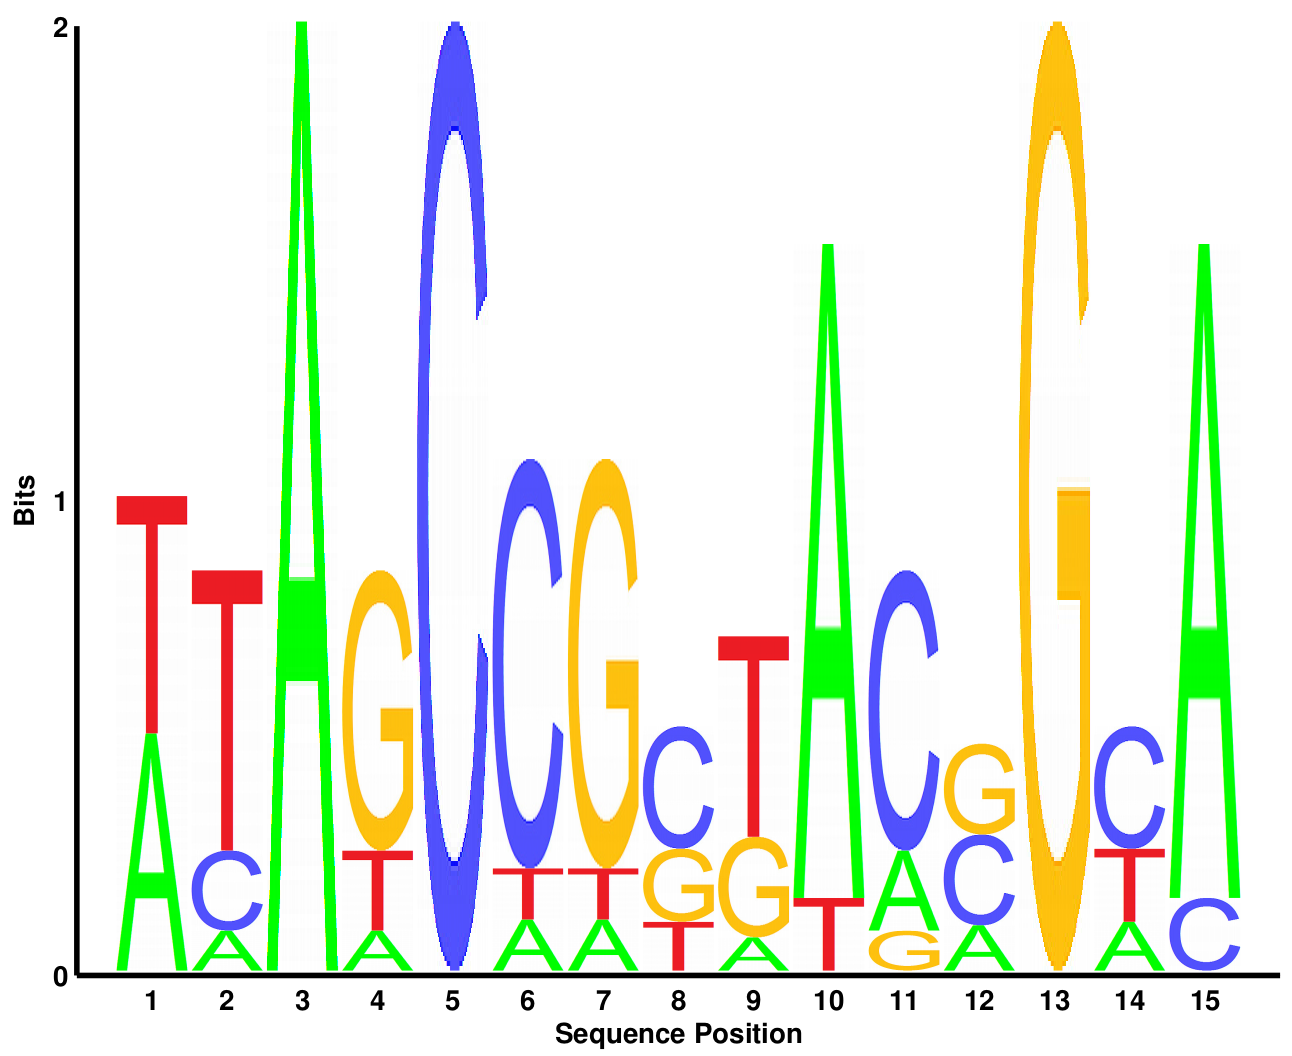 2
1
0
Bits
T T A G C C G C T A C G G C A
A C T T T G G T A C T C
A A A A T A G A A
1 2 3 4 5 6 7 8 9 10 11 12 13 14 15
Sequence Position